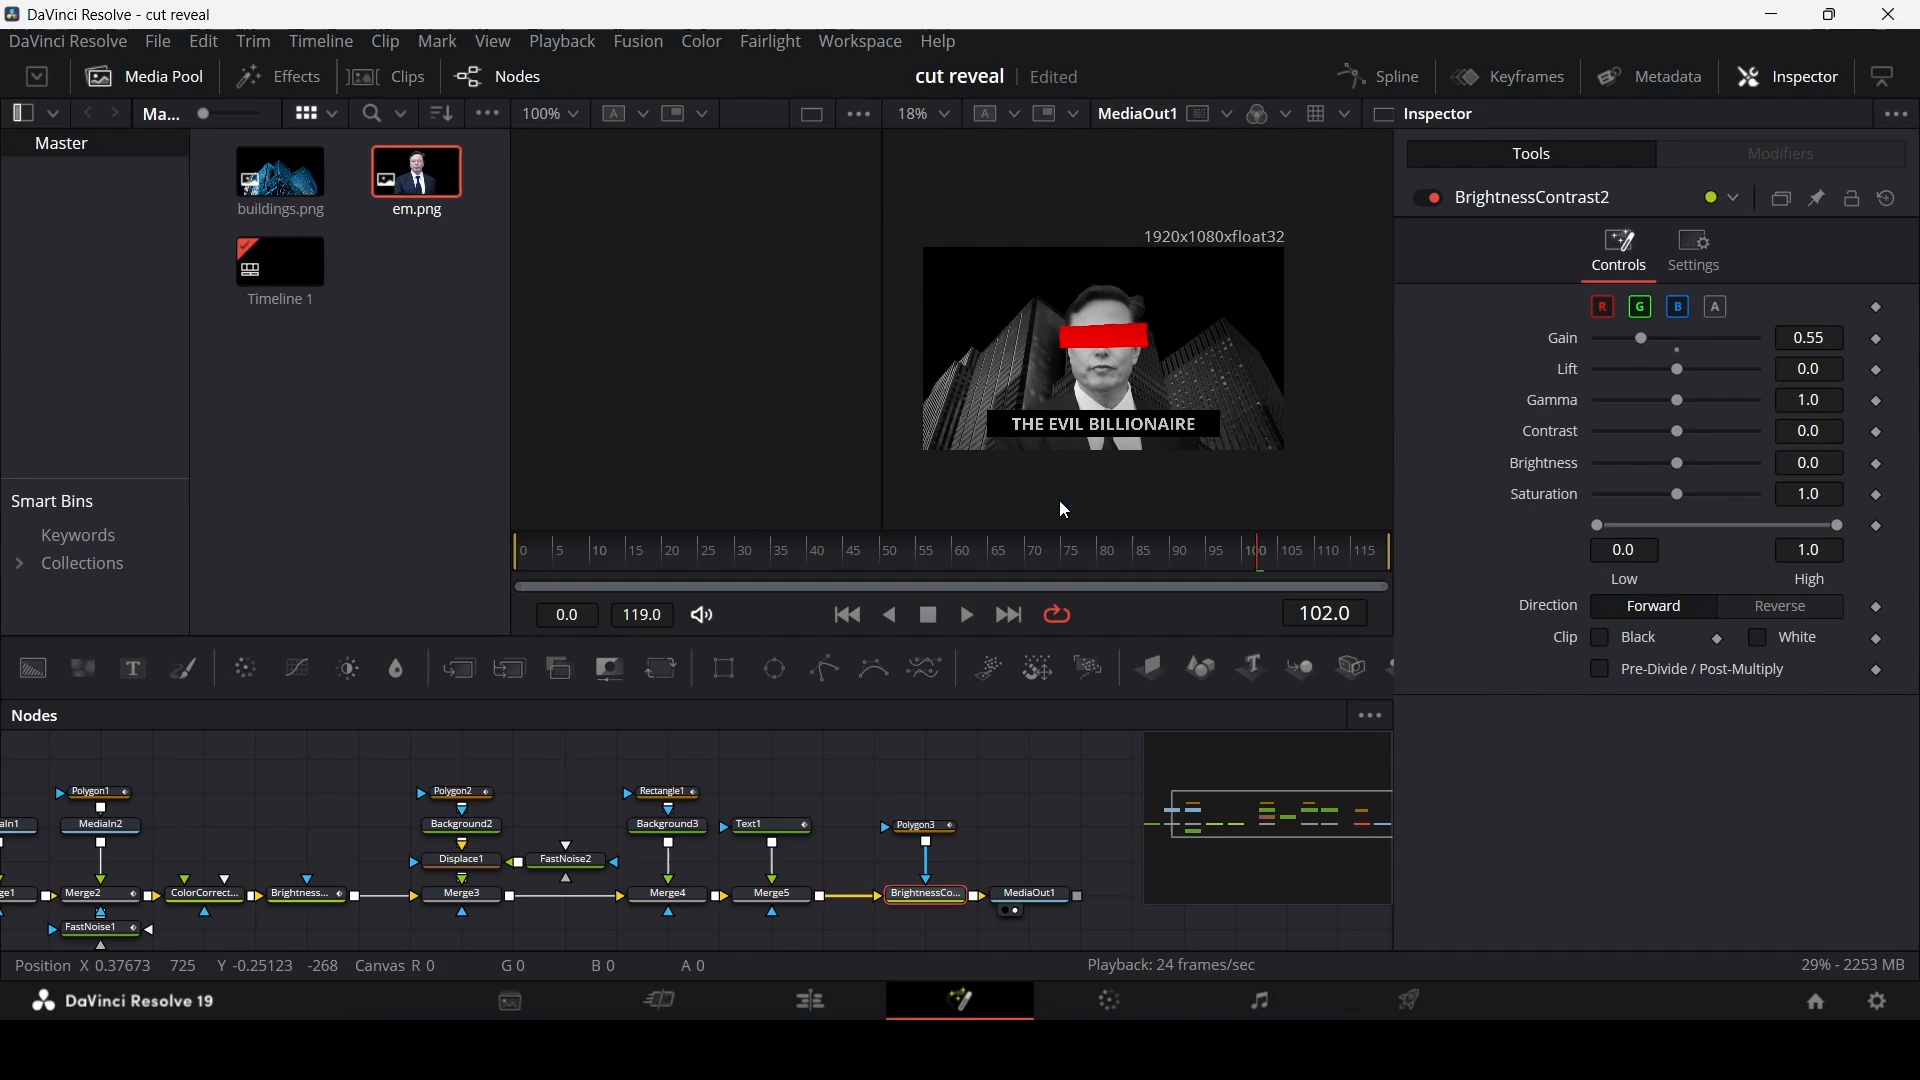 DaVinci Resolve - cut reveal
DaVinci Resolve File Edit Trim Timeline Clip Mark View Playback Fusion Color Fairlight Workspace Help
Media Pool Effects Clips Nodes cut reveal Edited Spline Keyframes Metadata Inspector
Ma... 100% A 18% A MediaOut1 Inspector
Master
buildings.png em.png
Timeline 1
Smart Bins
Keywords
Collections
1920x1080xfloat32
THE EVIL BILLIONAIRE
0 5 10 15 20 25 30 35 40 45 50 55 60 65 70 75 80 85 90 95 100 105 110 115
0.0 119.0 102.0
Tools Modifiers
BrightnessContrast2
Controls Settings
R G B A
Gain 0.55
Lift 0.0
Gamma 1.0
Contrast 0.0
Brightness 0.0
Saturation 1.0
0.0 1.0
Low High
Direction Forward Reverse
Clip Black White
Pre-Divide / Post-Multiply
T T
Nodes
Polygon1 Polygon2 Rectangle1
aIn1 MediaIn2 Background2 Background3 Text1 Polygon3
Displace1 FastNoise2
ge1 Merge2 ColorCorrect... Brightness... Merge3 Merge4 Merge5 BrightnessCo... MediaOut1
FastNoise1
Position X 0.37673 725 Y -0.25123 -268 Canvas R 0 G 0 B 0 A 0 Playback: 24 frames/sec 29% - 2253 MB
DaVinci Resolve 19